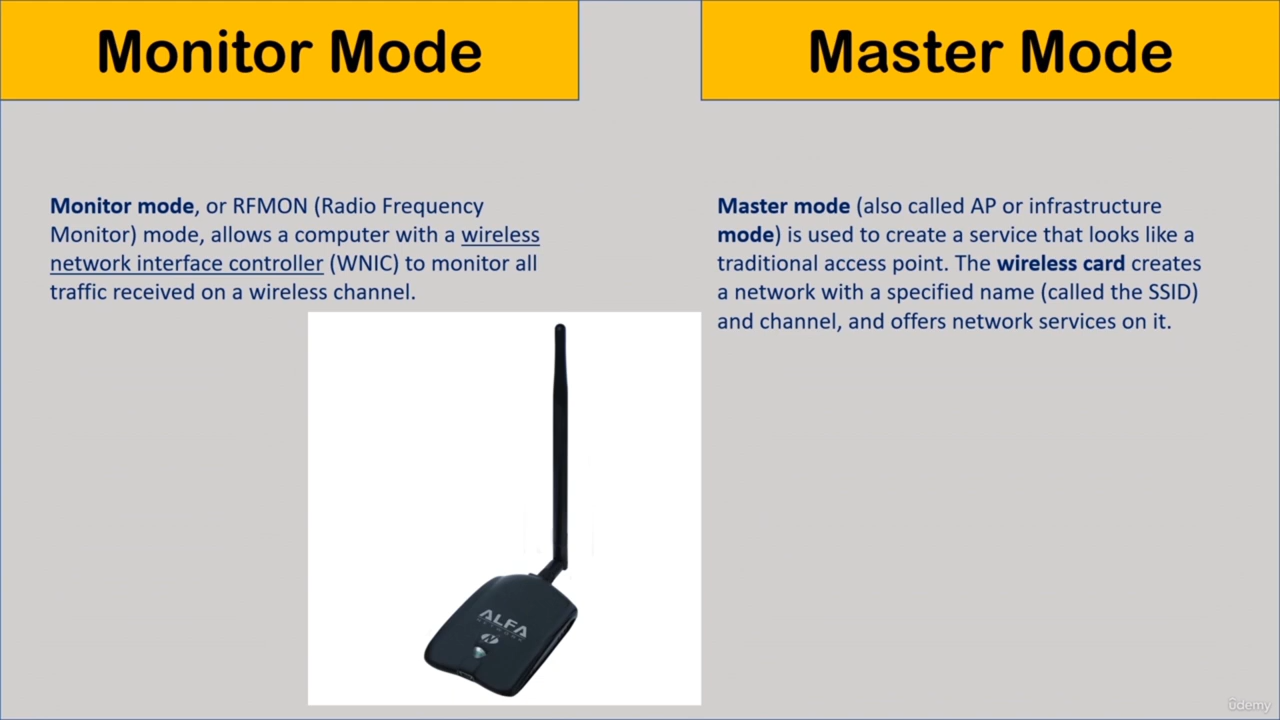 Monitor Mode
Master Mode
Monitor mode, or RFMON (Radio Frequency
Monitor) mode, allows a computer with a wireless
network interface controller (WNIC) to monitor all
traffic received on a wireless channel.
Master mode (also called AP or infrastructure
mode) is used to create a service that looks like a
traditional access point. The wireless card creates
a network with a specified name (called the SSID)
and channel, and offers network services on it.
ALFA
NETWORK
N
ûdemy